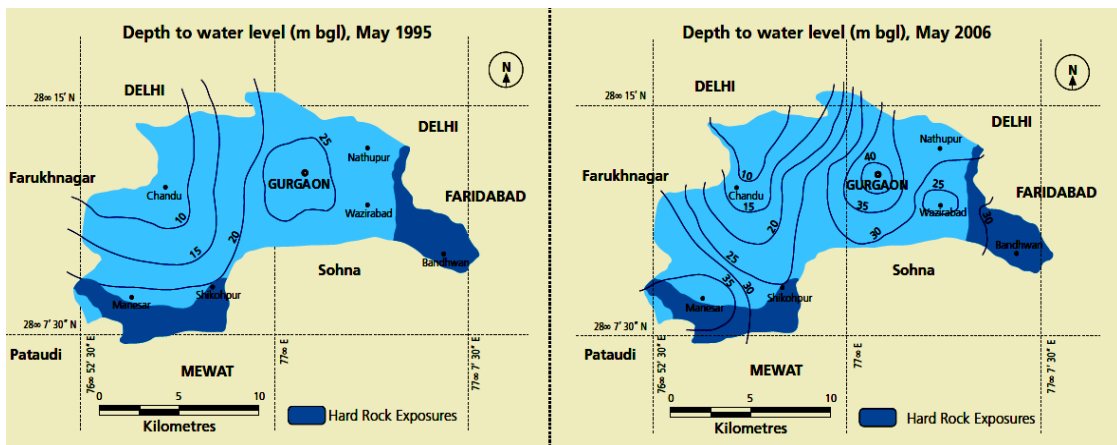 Depth to water level (m bgl), May 1995
N
DELHI
28∞ 15'
DELHI
25
Nathupur
Farukhnagar
Chandu
GURGAON
FARIDABAD
10
Wazirabad
15
20
Sohna
Bandhwari
Manesar
Shikohpur
28∞ 7' 30"
Pataudi
76∞ 52' 30" E
77∞ E
77∞ 7' 30" E
MEWAT
0 5 10
Kilometres
Hard Rock Exposures
Depth to water level (m bgl), May 2006
N
DELHI
28∞ 15'
DELHI
Nathupur
40
Farukhnagar
10
Chandu
GURGAON
25
FARIDABAD
15
35
Wazirabad
20
30
30
25
Sohna
Bandhwari
35
30
Manesar
Shikohpur
28∞ 7' 30"
Pataudi
76∞ 52' 30" E
77∞ E
77∞ 7' 30" E
MEWAT
0 5 10
Kilometres
Hard Rock Exposures